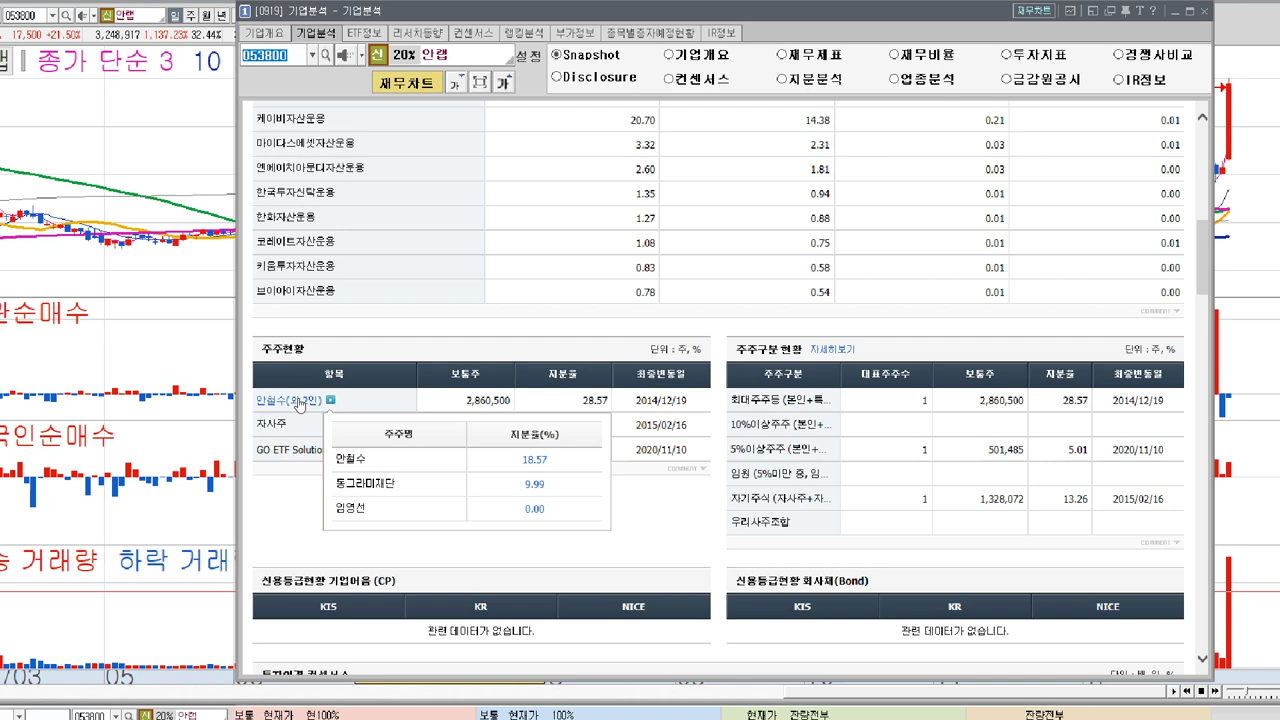 [0919] 기업분석 - 기업분석
재무차트
053800 신 안랩 일 주 월 년
17,500 +21.50% 3,248,917 1,137.23% 32.44%
종가 단순 3 10
관순매수
국인순매수
승 거래량 하락 거래
/03 05
기업개요 기업분석 ETF정보 리서치동향 컨센서스 랭킹분석 부가정보 종목별증자예정현황 IR정보
053800 신 20% 안랩 설정
Snapshot 기업개요 재무제표 재무비율 투자지표 경쟁사비교
Disclosure 컨센서스 지분분석 업종분석 금감원공시 IR정보
재무차트 가 가
케이비자산운용 20.70 14.38 0.21 0.01
마이다스에셋자산운용 3.32 2.31 0.03 0.01
엔에이치아문디자산운용 2.60 1.81 0.03 0.00
한국투자신탁운용 1.35 0.94 0.01 0.00
한화자산운용 1.27 0.88 0.01 0.00
코레이트자산운용 1.08 0.75 0.01 0.01
키움투자자산운용 0.83 0.58 0.01 0.00
브이아이자산운용 0.78 0.54 0.01 0.00
COMMENT
주주현황 단위 : 주, %
항목 보통주 지분율 최종변동일
안철수(외2인) 2,860,500 28.57 2014/12/19
자사주 2015/02/16
GO ETF Solution 2020/11/10
COMMENT
주주명 지분율(%)
안철수 18.57
동그라미재단 9.99
임영선 0.00
주주구분 현황 자세히보기 단위 : 주, %
주주구분 대표주주수 보통주 지분율 최종변동일
최대주주등 (본인+특... 1 2,860,500 28.57 2014/12/19
10%이상주주 (본인+...
5%이상주주 (본인+... 1 501,485 5.01 2020/11/10
임원 (5%미만 중, 임...
자기주식 (자사주+자... 1 1,328,072 13.26 2015/02/16
우리사주조합
COMMENT
신용등급현황 기업어음 (CP)
KIS KR NICE
관련 데이터가 없습니다.
신용등급현황 회사채(Bond)
KIS KR NICE
관련 데이터가 없습니다.
053800 신 20% 안랩
보통 현재가 현100%
보통 현재가 100%
현재가 잔량전부
잔량전부